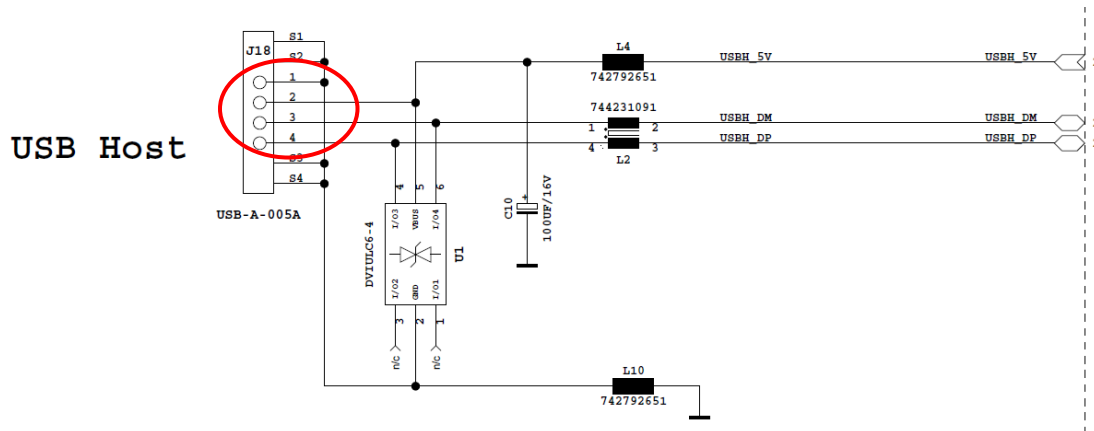 USB Host
J18
S1
S2
1
2
3
4
S3
S4
USB-A-005A
L4
742792651
USBH_5V
USBH_5V
744231091
1
2
4
3
L2
USBH_DM
USBH_DM
USBH_DP
USBH_DP
C10
+
100UF/16V
DVIULC6-4
U1
4
5
6
I/O3
VBUS
I/O4
I/O2
GND
I/O1
3
2
1
n/c
n/c
L10
742792651